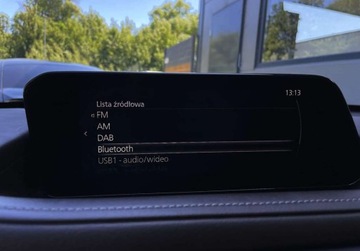 13:13
Lista źródłowa
FM
AM
DAB
Bluetooth
USB1 - audio/wideo